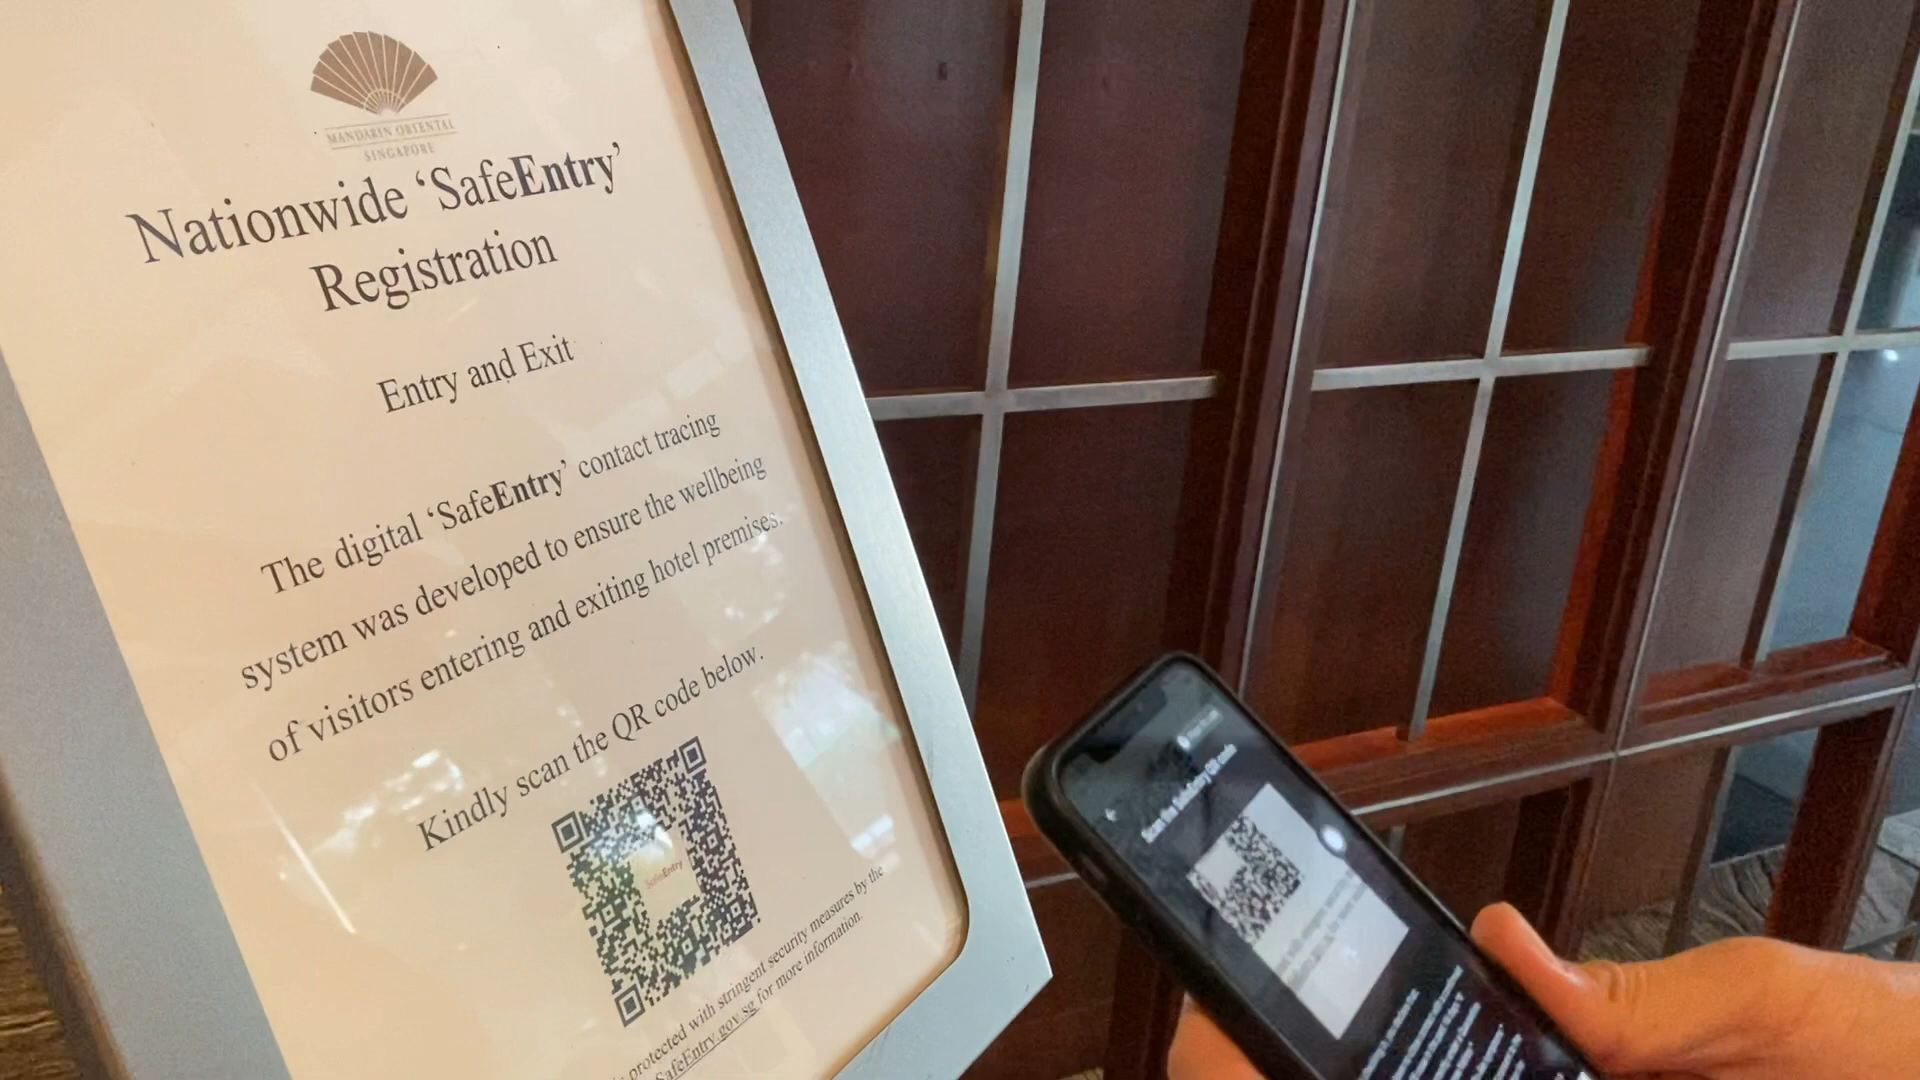 MANDARIN ORIENTAL
SINGAPORE
Nationwide ‘SafeEntry’
Registration
Entry and Exit
The digital ‘SafeEntry’ contact tracing
system was developed to ensure the wellbeing
of visitors entering and exiting hotel premises.
Kindly scan the QR code below.
SafeEntry
protected with stringent security measures by the
SafeEntry.gov.sg for more information.
Scan the SafeEntry QR code